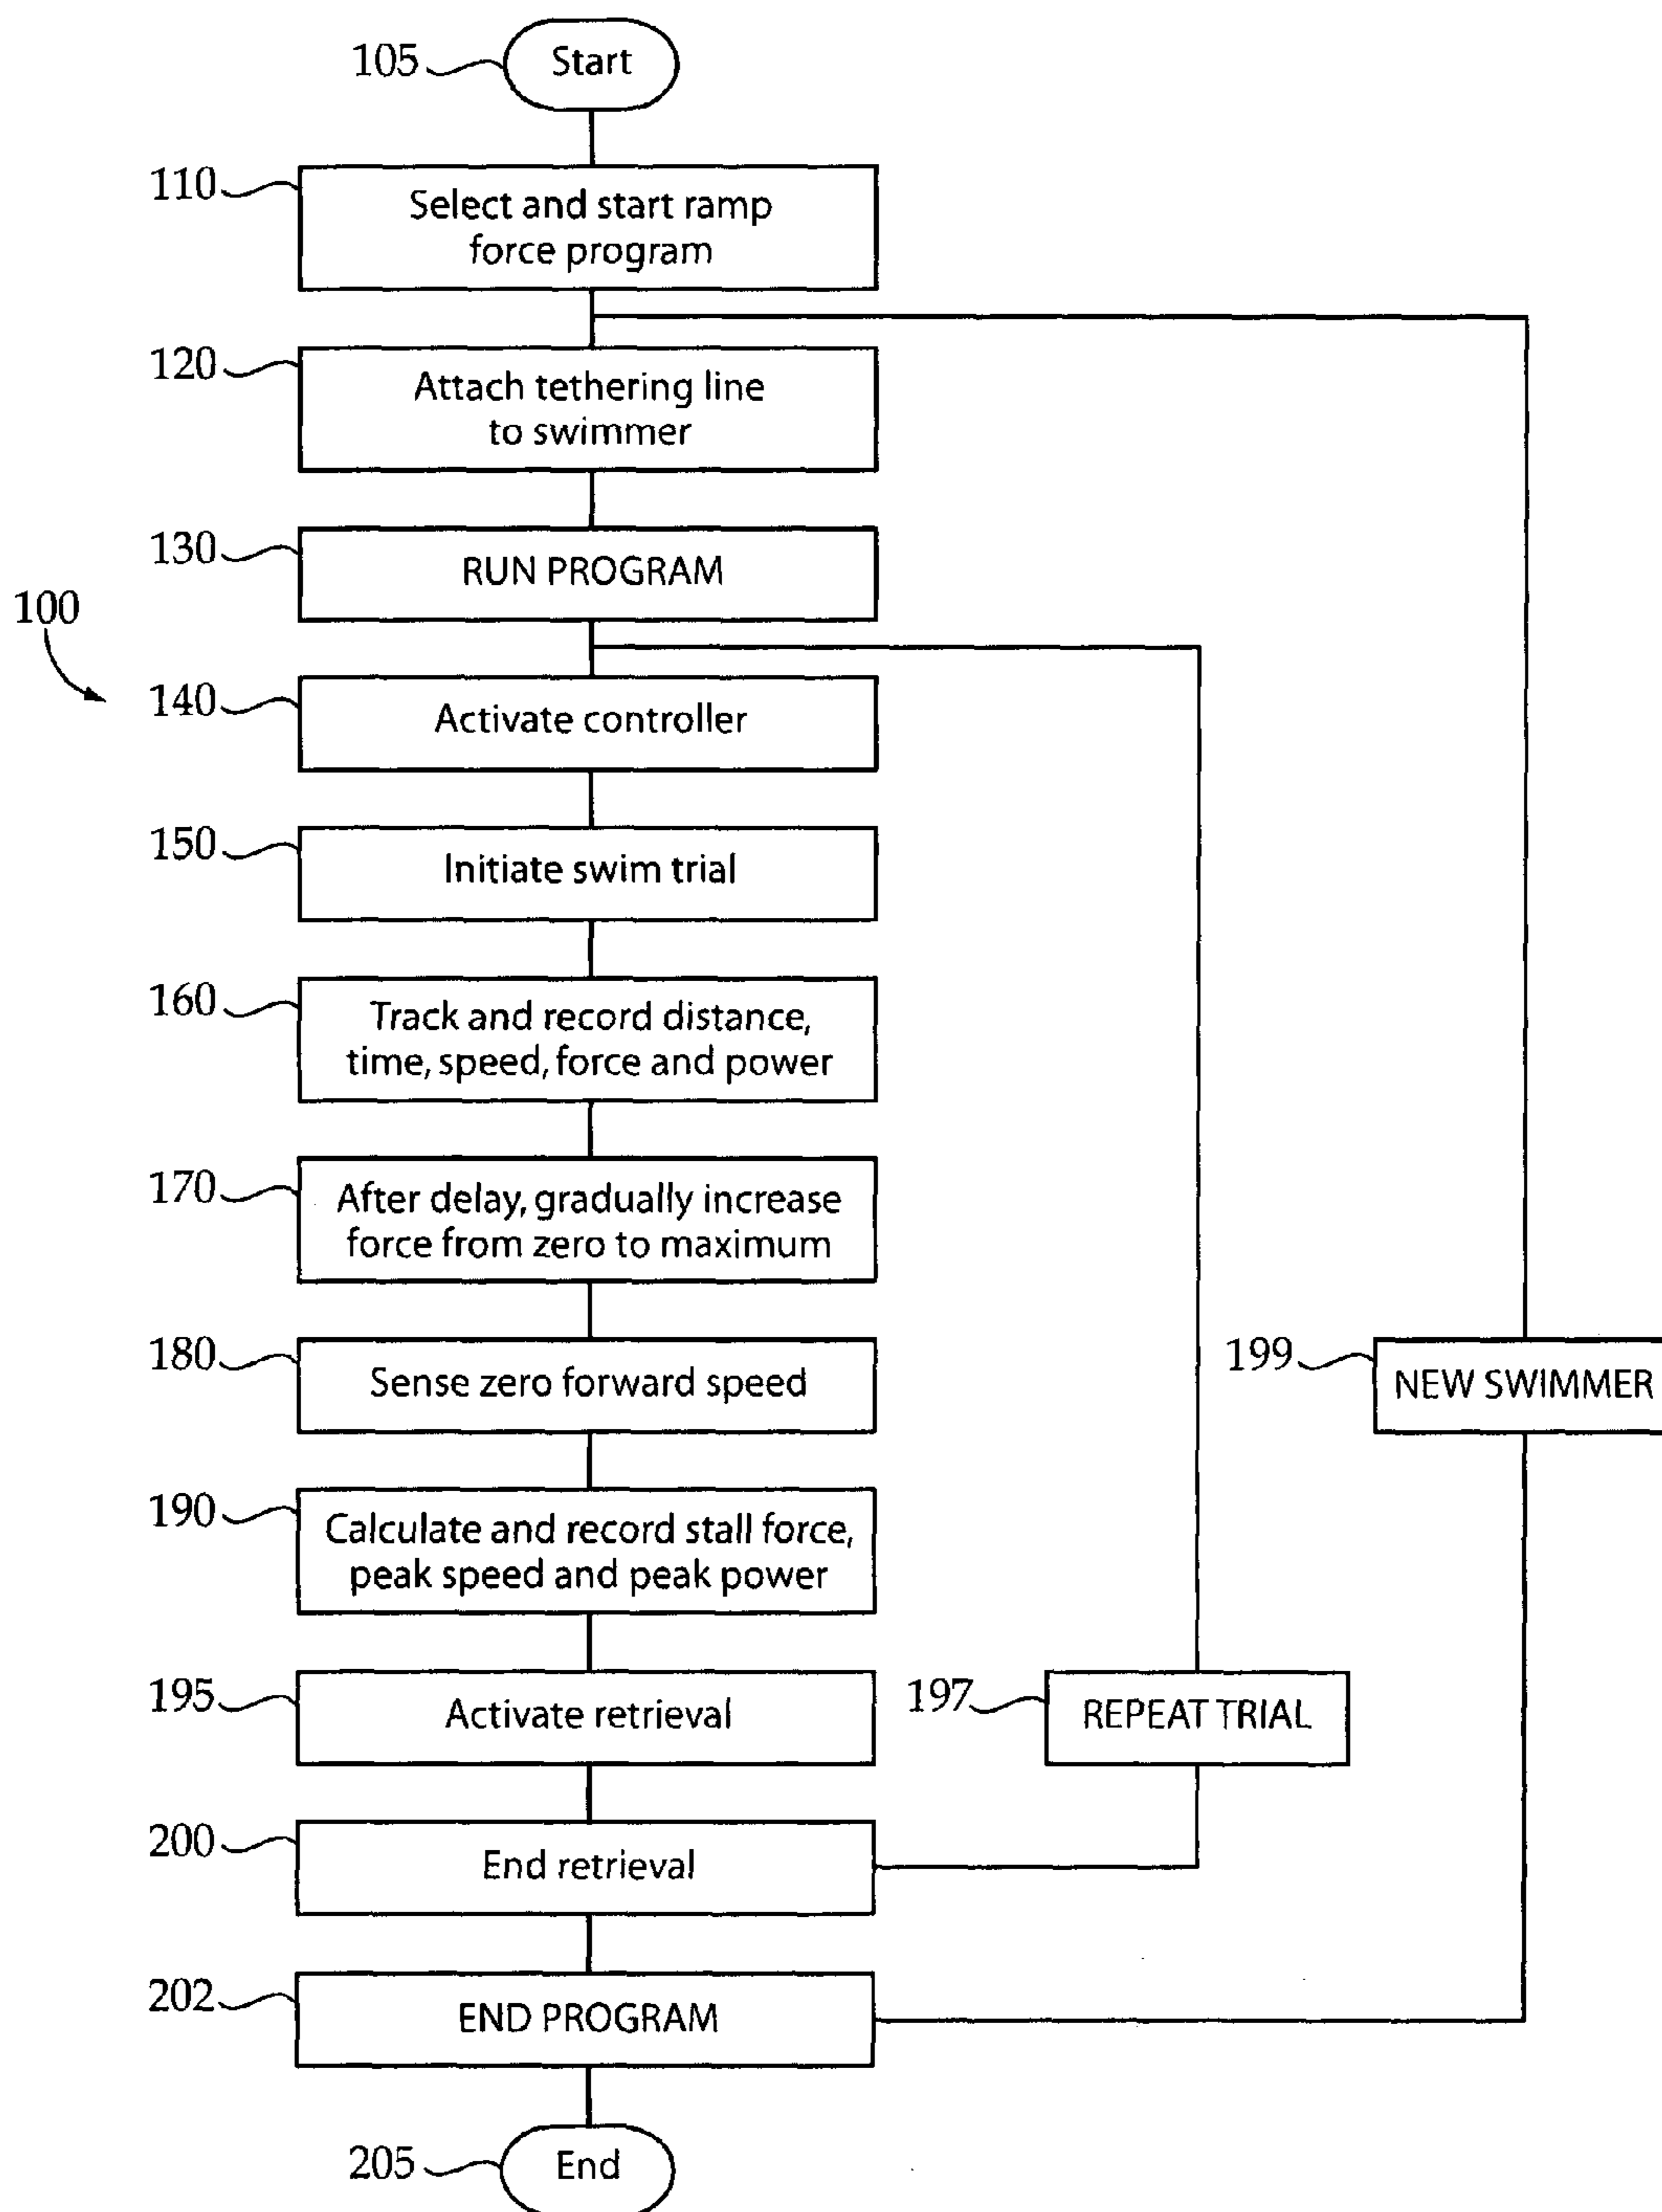 105
Start
110
Select and start ramp
force program
120
Attach tethering line
to swimmer
130
RUN PROGRAM
100
140
Activate controller
150
Initiate swim trial
160
Track and record distance,
time, speed, force and power
170
After delay, gradually increase
force from zero to maximum
180
Sense zero forward speed
199
NEW SWIMMER
190
Calculate and record stall force,
peak speed and peak power
195
Activate retrieval
197
REPEAT TRIAL
200
End retrieval
202
END PROGRAM
205
End